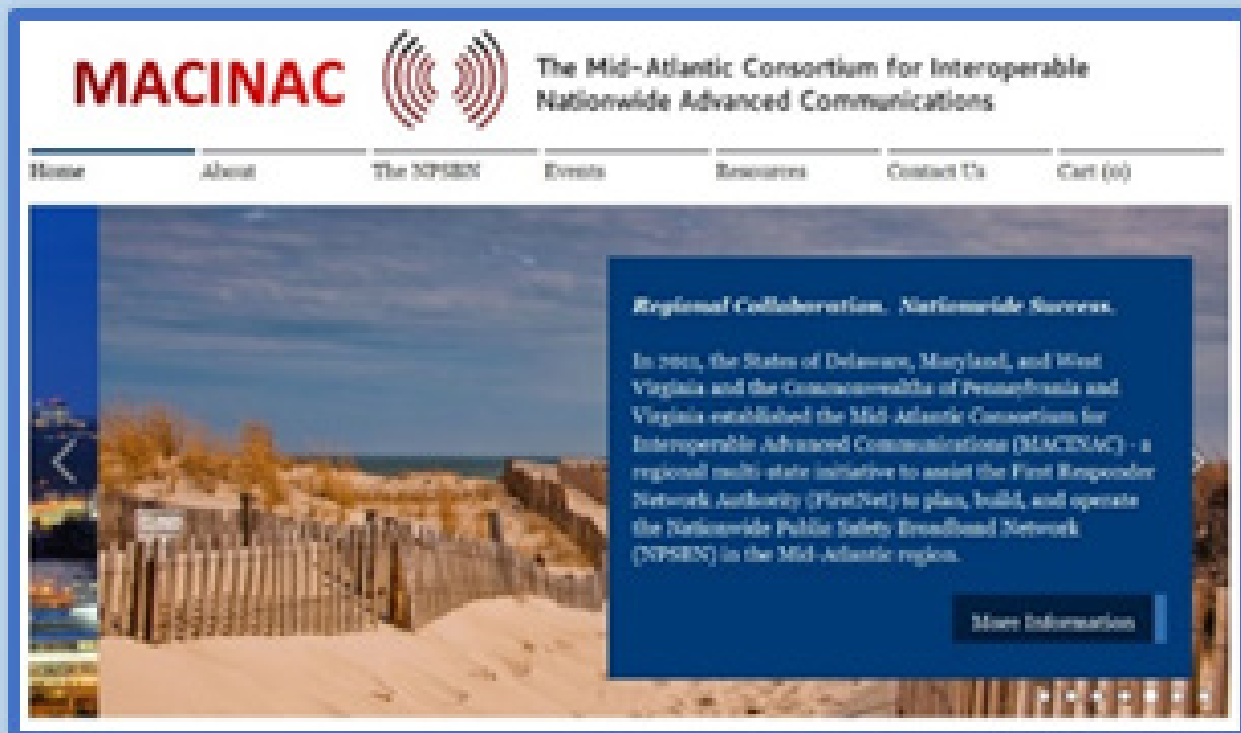 MACINAC
The Mid-Atlantic Consortium for Interoperable
Nationwide Advanced Communications
Home About The NPSBN Events Resources Contact Us Cart (0)
Regional Collaboration. Nationwide Success.
In the States of Delaware, Maryland, and West
Virginia and the Commonwealths of Pennsylvania and
Virginia established the Mid-Atlantic Consortium for
Interoperable Advanced Communications (MACINAC) - a
regional multi-state initiative to assist the First Responder
Network Authority (FirstNet) to plan, build, and operate
the Nationwide Public Safety Broadband Network
(NPSBN) in the Mid-Atlantic region.
More Information